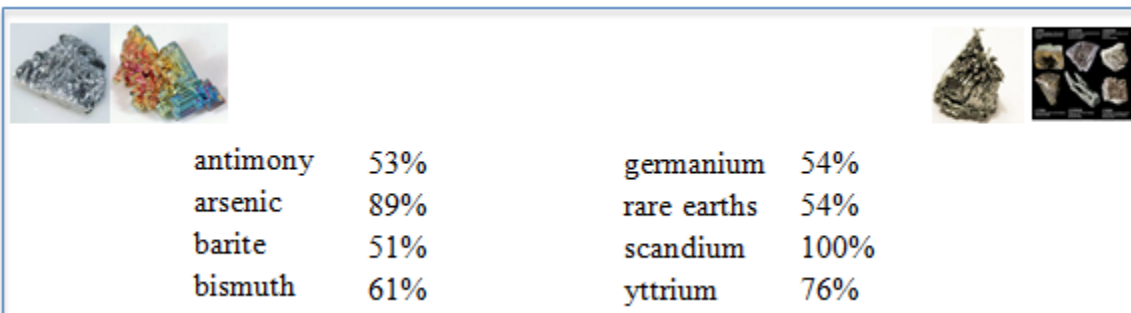 antimony 53%
arsenic 89%
barite 51%
bismuth 61%
germanium 54%
rare earths 54%
scandium 100%
yttrium 76%